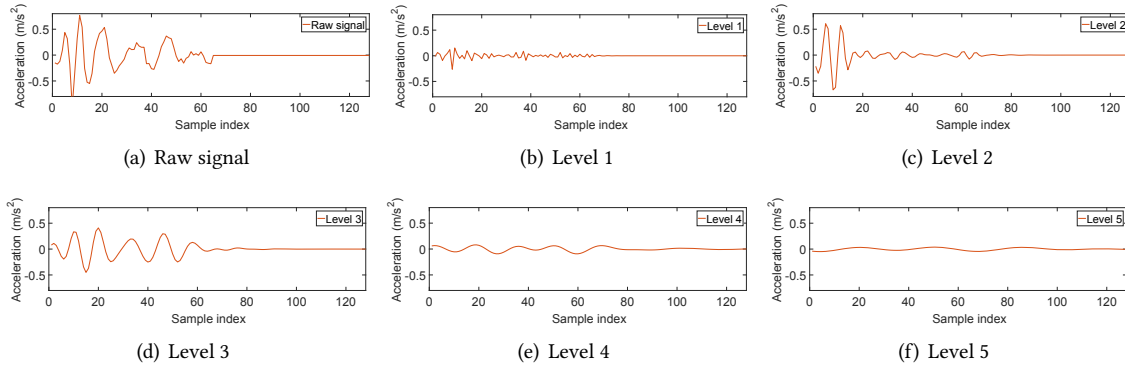 Acceleration (m/s²)
0.5
0
-0.5
Raw signal
0 20 40 60 80 100 120
Sample index
(a) Raw signal
Acceleration (m/s²)
0.5
0
-0.5
Level 1
0 20 40 60 80 100 120
Sample index
(b) Level 1
Acceleration (m/s²)
0.5
0
-0.5
Level 2
0 20 40 60 80 100 120
Sample index
(c) Level 2
Acceleration (m/s²)
0.5
0
-0.5
Level 3
0 20 40 60 80 100 120
Sample index
(d) Level 3
Acceleration (m/s²)
0.5
0
-0.5
Level 4
0 20 40 60 80 100 120
Sample index
(e) Level 4
Acceleration (m/s²)
0.5
0
-0.5
Level 5
0 20 40 60 80 100 120
Sample index
(f) Level 5